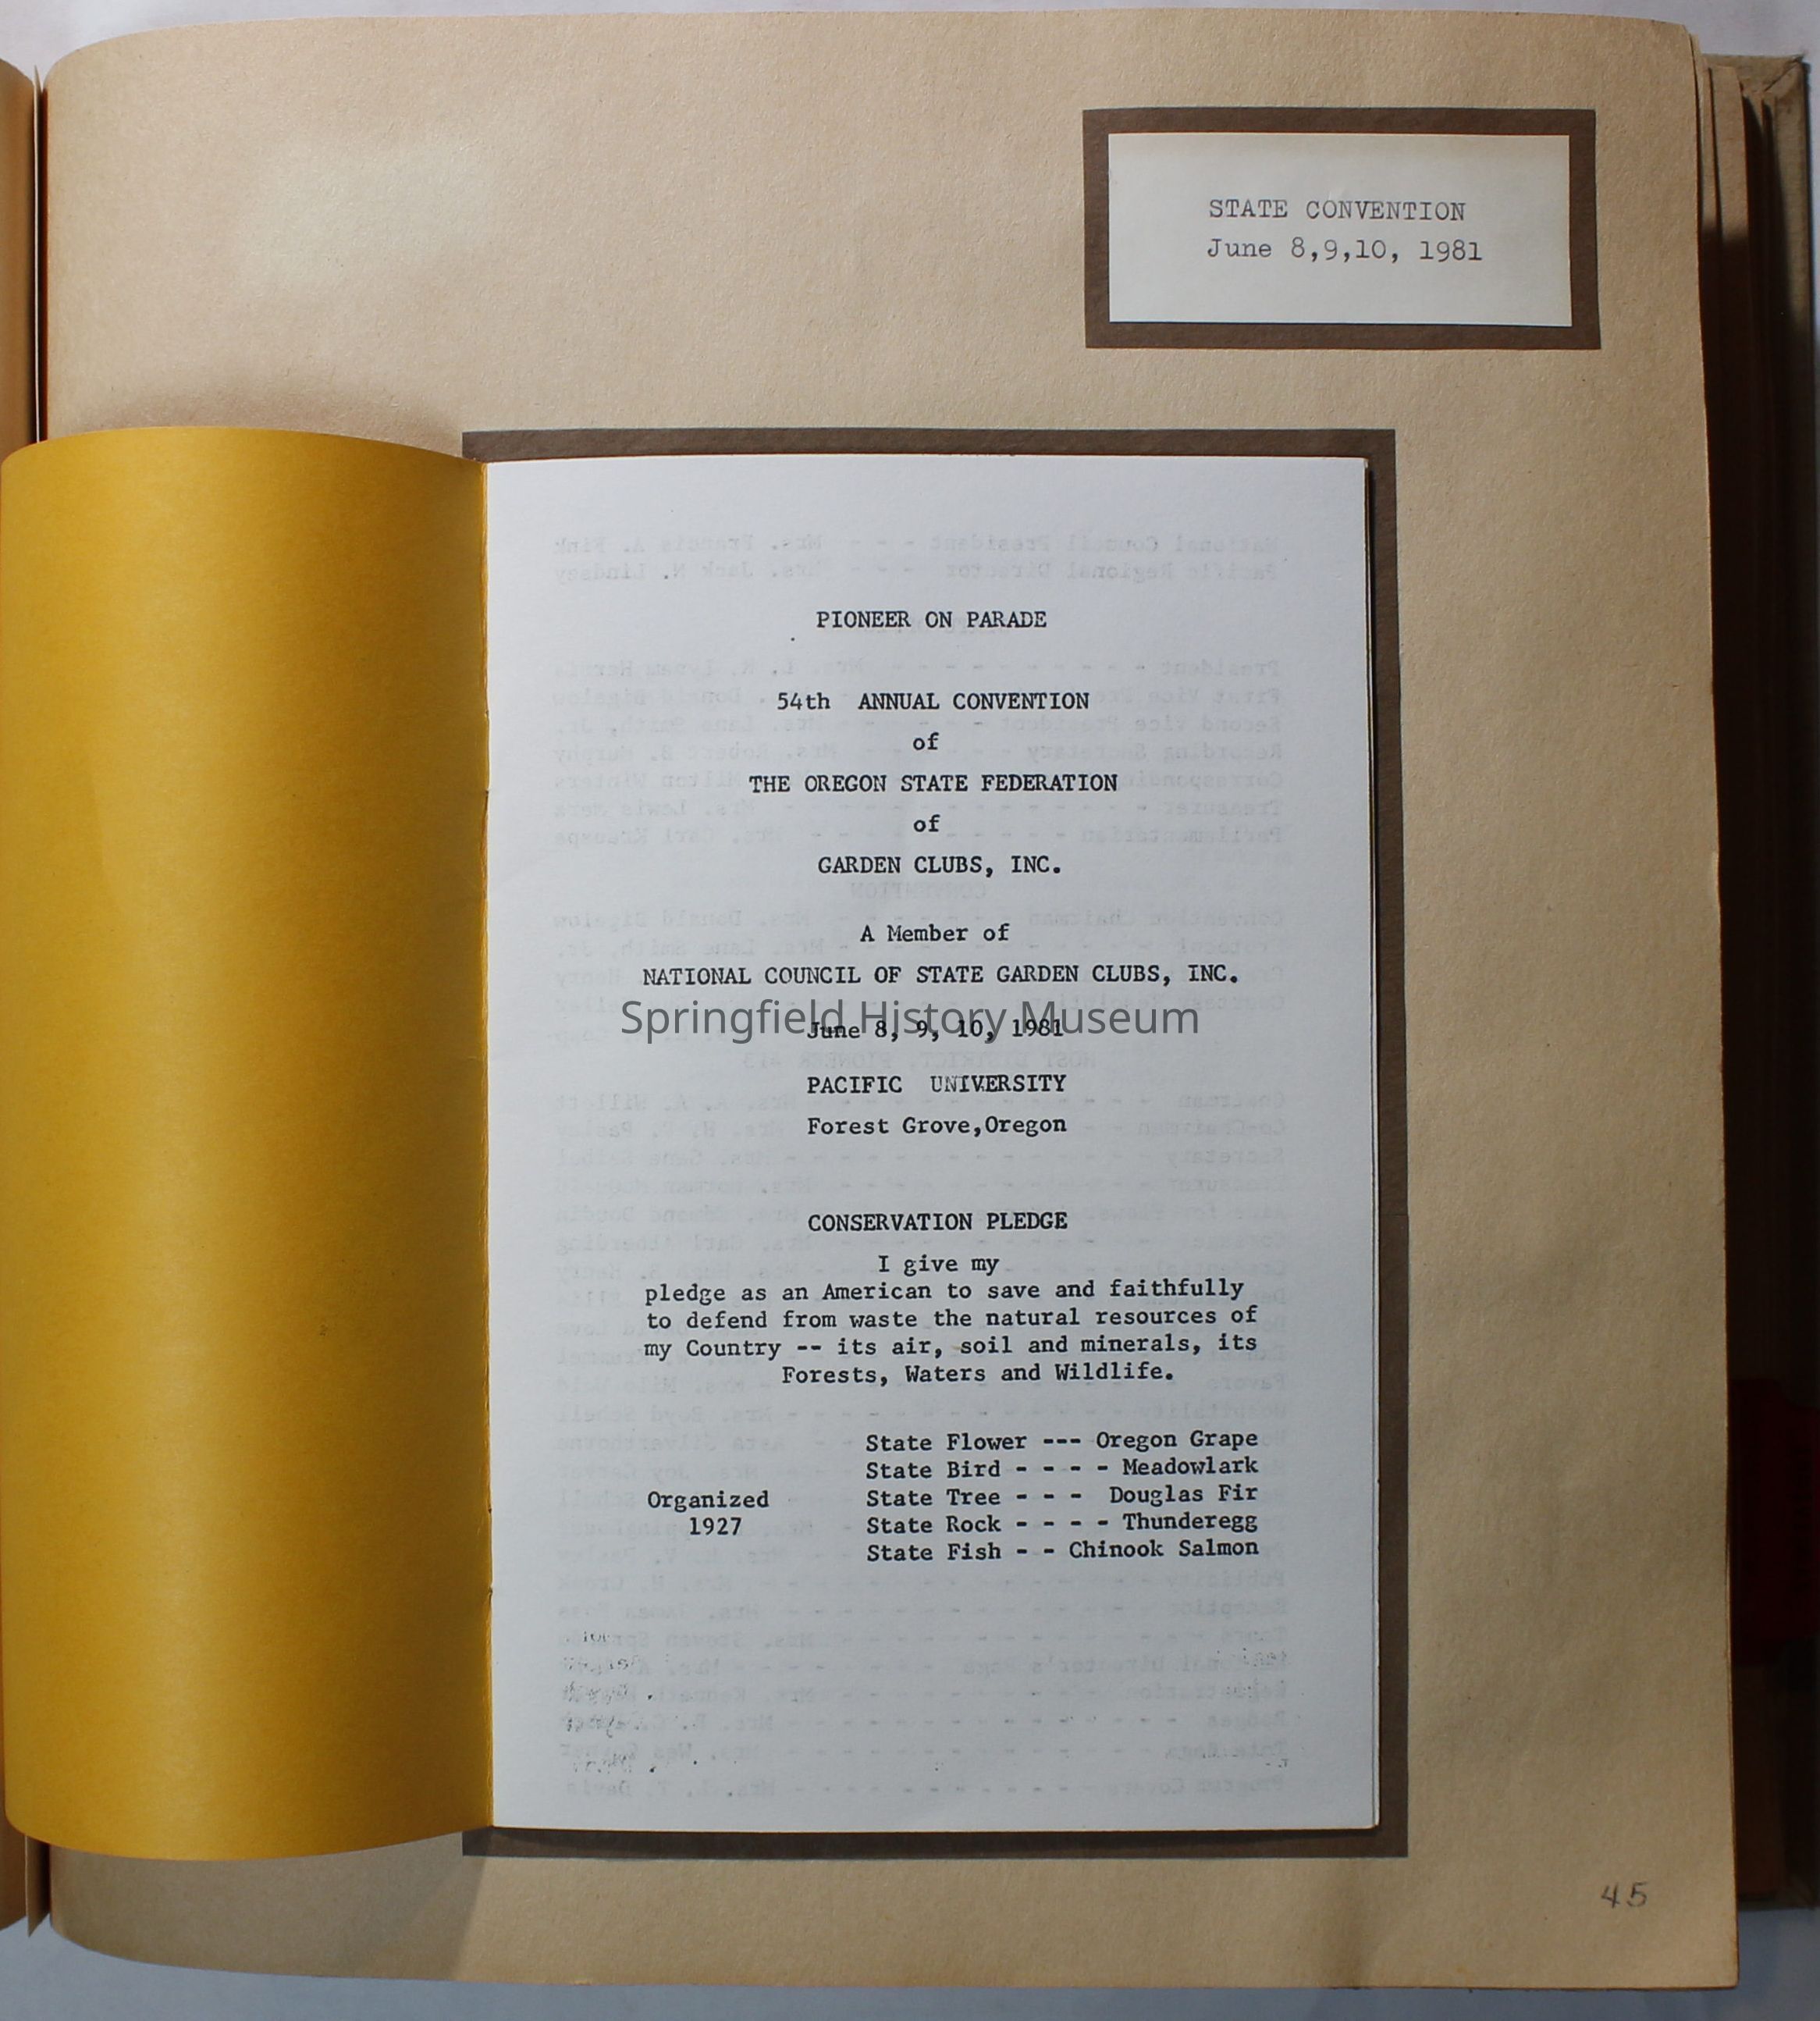 STATE CONVENTION
June 8,9,10, 1981
PIONEER ON PARADE
54th ANNUAL CONVENTION
of
THE OREGON STATE FEDERATION
of
GARDEN CLUBS, INC.
A Member of
NATIONAL COUNCIL OF STATE GARDEN CLUBS, INC.
Springfield History Museum
June 8, 9, 10, 1981
PACIFIC UNIVERSITY
Forest Grove,Oregon
CONSERVATION PLEDGE
I give my
pledge as an American to save and faithfully
to defend from waste the natural resources of
my Country -- its air, soil and minerals, its
Forests, Waters and Wildlife.
State Flower --- Oregon Grape
State Bird - - - - Meadowlark
State Tree - - - Douglas Fir
State Rock - - - - Thunderegg
State Fish - - Chinook Salmon
Organized
1927
45